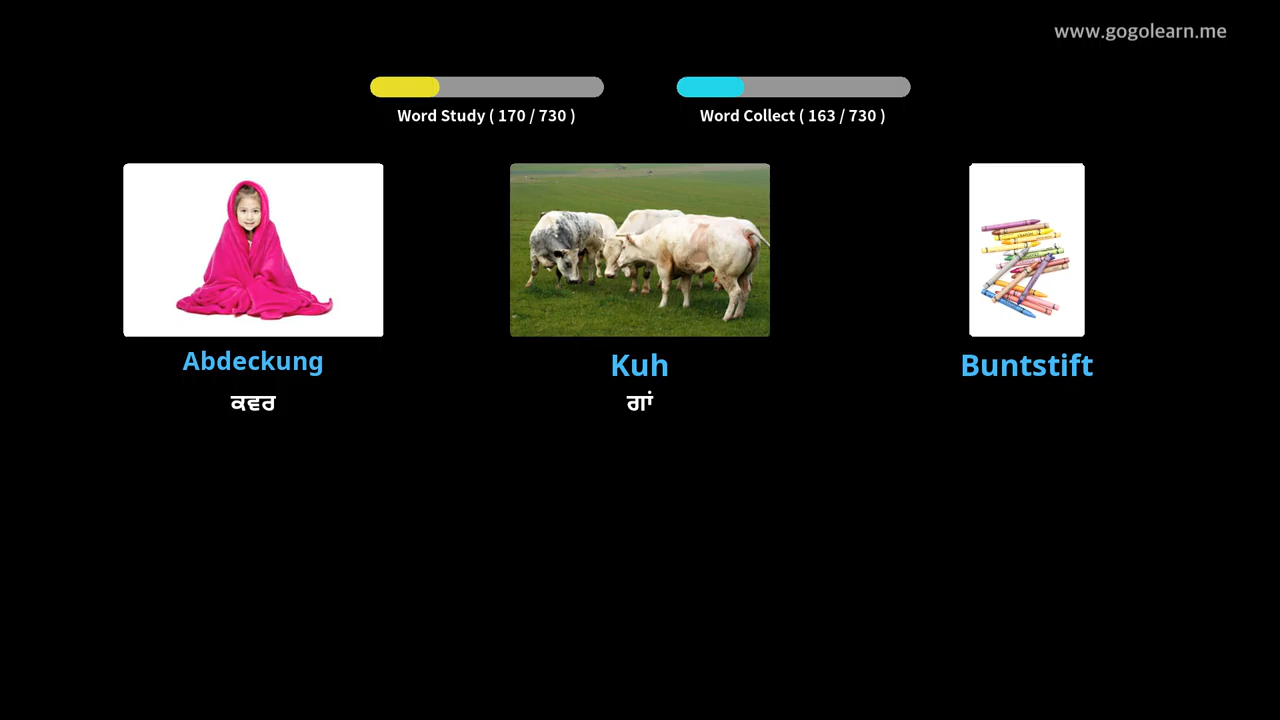 www.gogolearn.me
Word Study ( 170 / 730 )
Word Collect ( 163 / 730 )
Abdeckung
Kuh
Buntstift
ਕਵਰ
ਗਾਂ